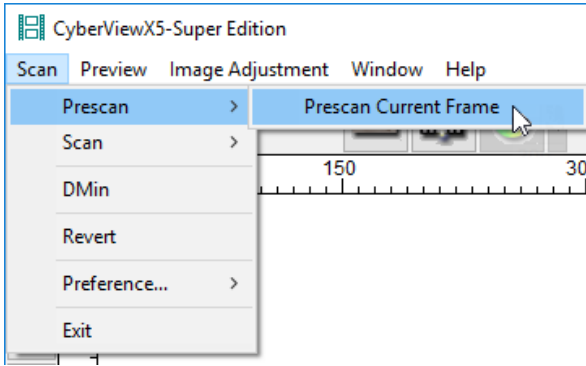 CyberViewX5-Super Edition
Scan Preview Image Adjustment Window Help
Prescan > Prescan Current Frame
Scan >
150 30
DMin
Revert
Preference... >
Exit